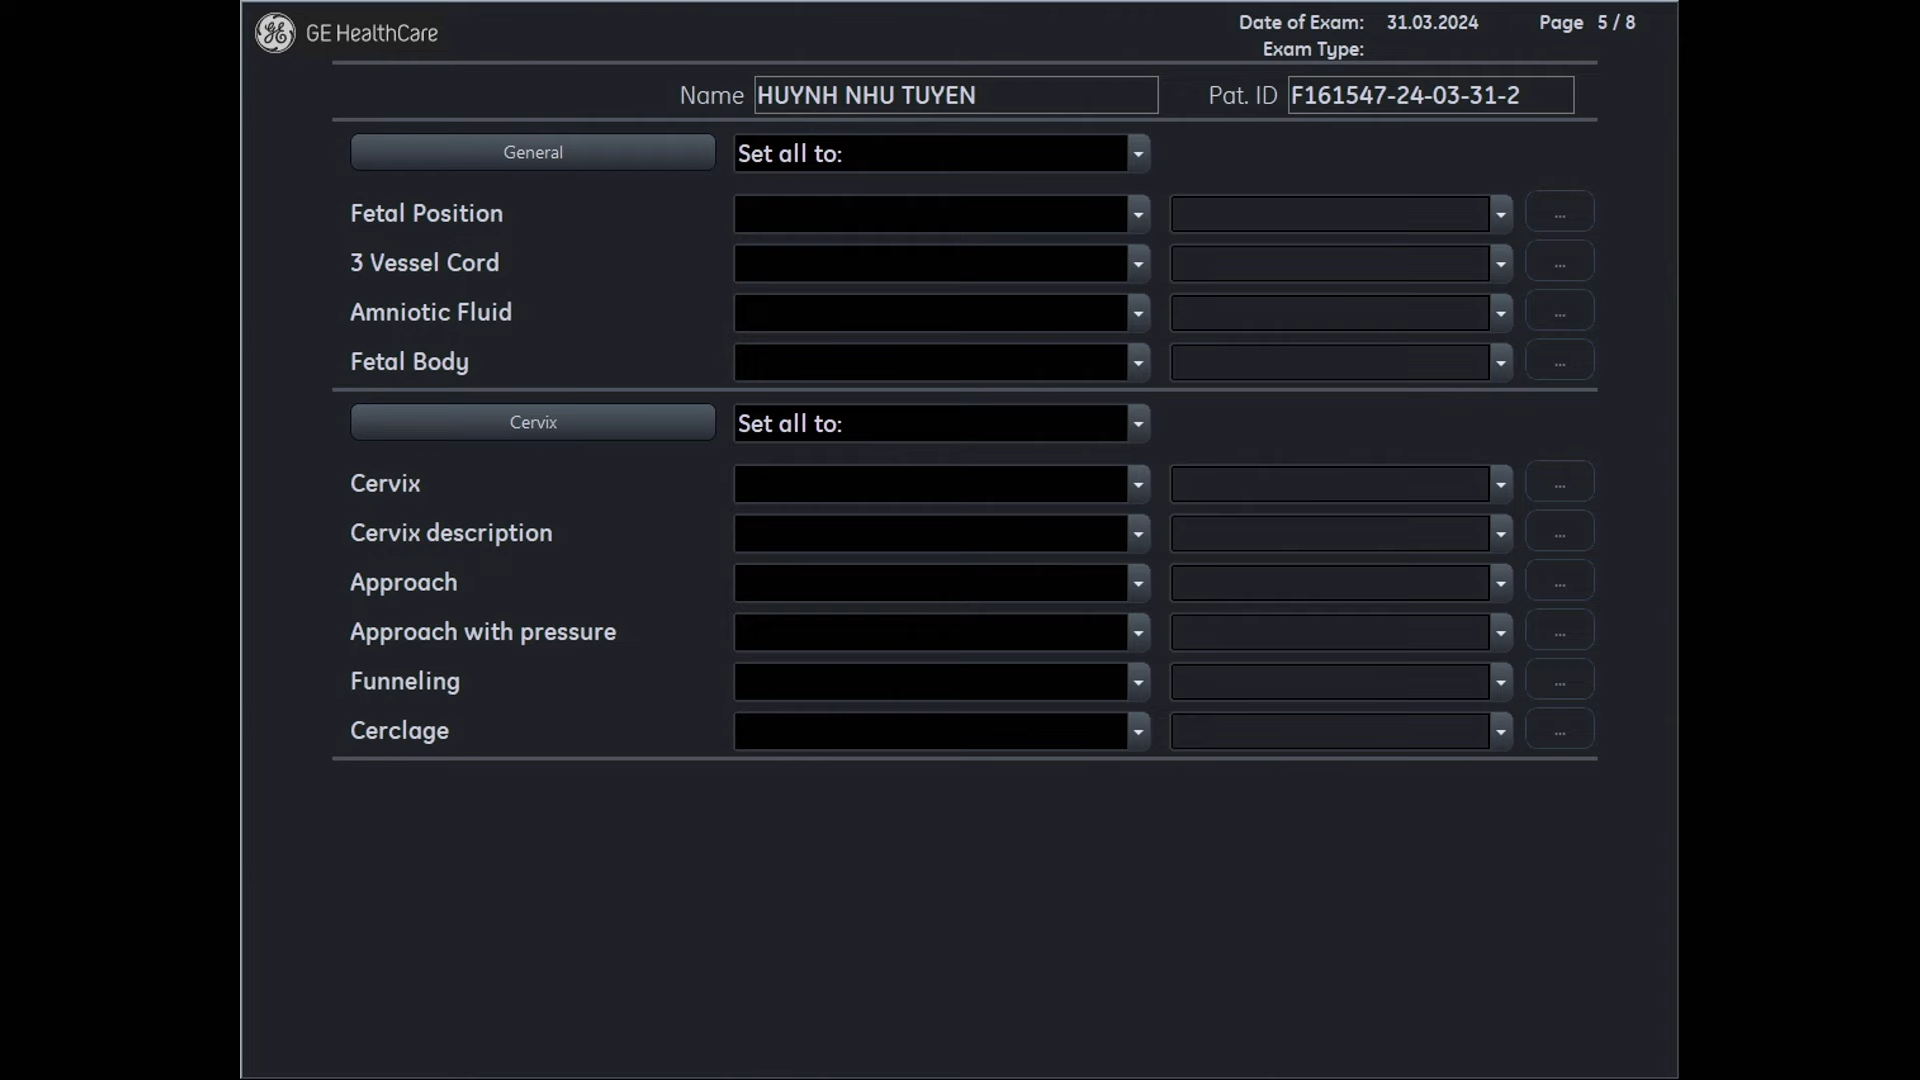 GE HealthCare
Date of Exam: 31.03.2024 Page 5 / 8
Exam Type:
Name HUYNH NHU TUYEN Pat. ID F161547-24-03-31-2
General Set all to:
Fetal Position ...
3 Vessel Cord ...
Amniotic Fluid ...
Fetal Body ...
Cervix Set all to:
Cervix ...
Cervix description ...
Approach ...
Approach with pressure ...
Funneling ...
Cerclage ...